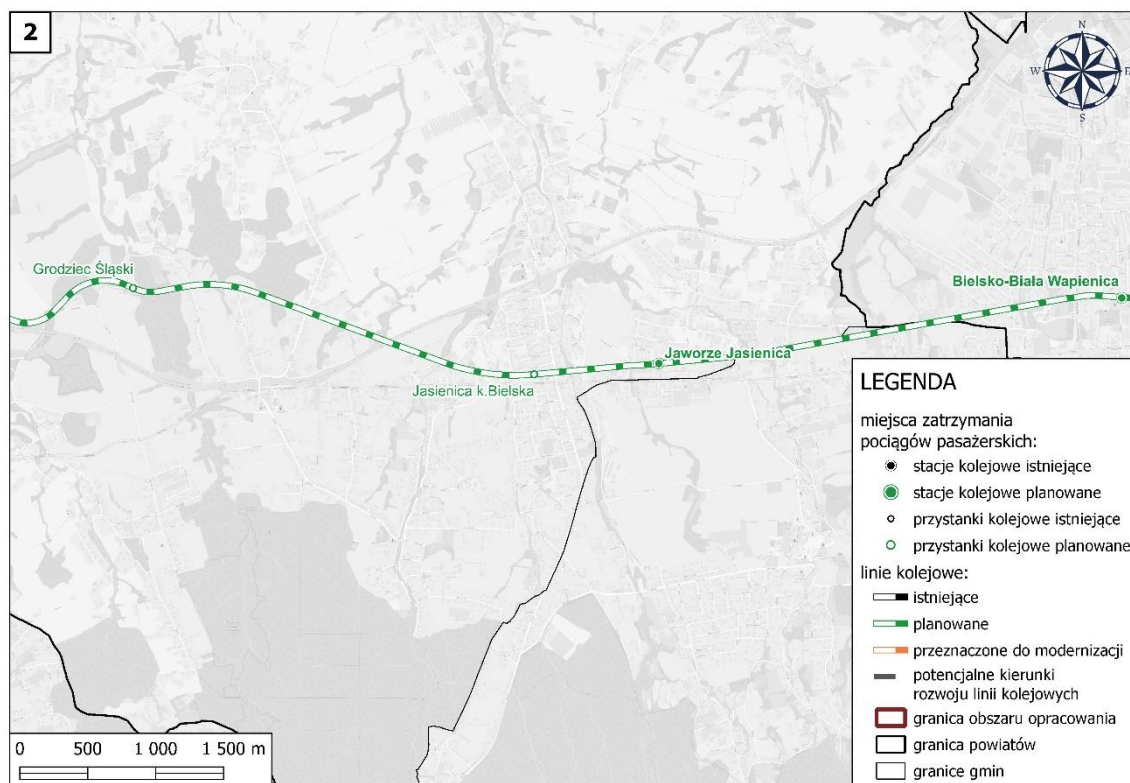 2
N
W
E
S
Grodziec Śląski
Bielsko-Biała Wapienica
Jaworze Jasienica
Jasienica k.Bielska
LEGENDA
miejsca zatrzymania
pociągów pasażerskich:
stacje kolejowe istniejące
stacje kolejowe planowane
przystanki kolejowe istniejące
przystanki kolejowe planowane
linie kolejowe:
istniejące
planowane
przeznaczone do modernizacji
potencjalne kierunki
rozwoju linii kolejowych
granica obszaru opracowania
granica powiatów
granice gmin
0 500 1 000 1 500 m